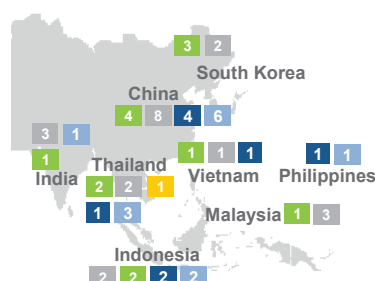 3 2
South Korea
China
4 8 4 6
3 1
1
India
Thailand
2 2 1
1 3
1 1 1
Vietnam
1 1
Philippines
Malaysia 1 3
Indonesia
2 2 2 2